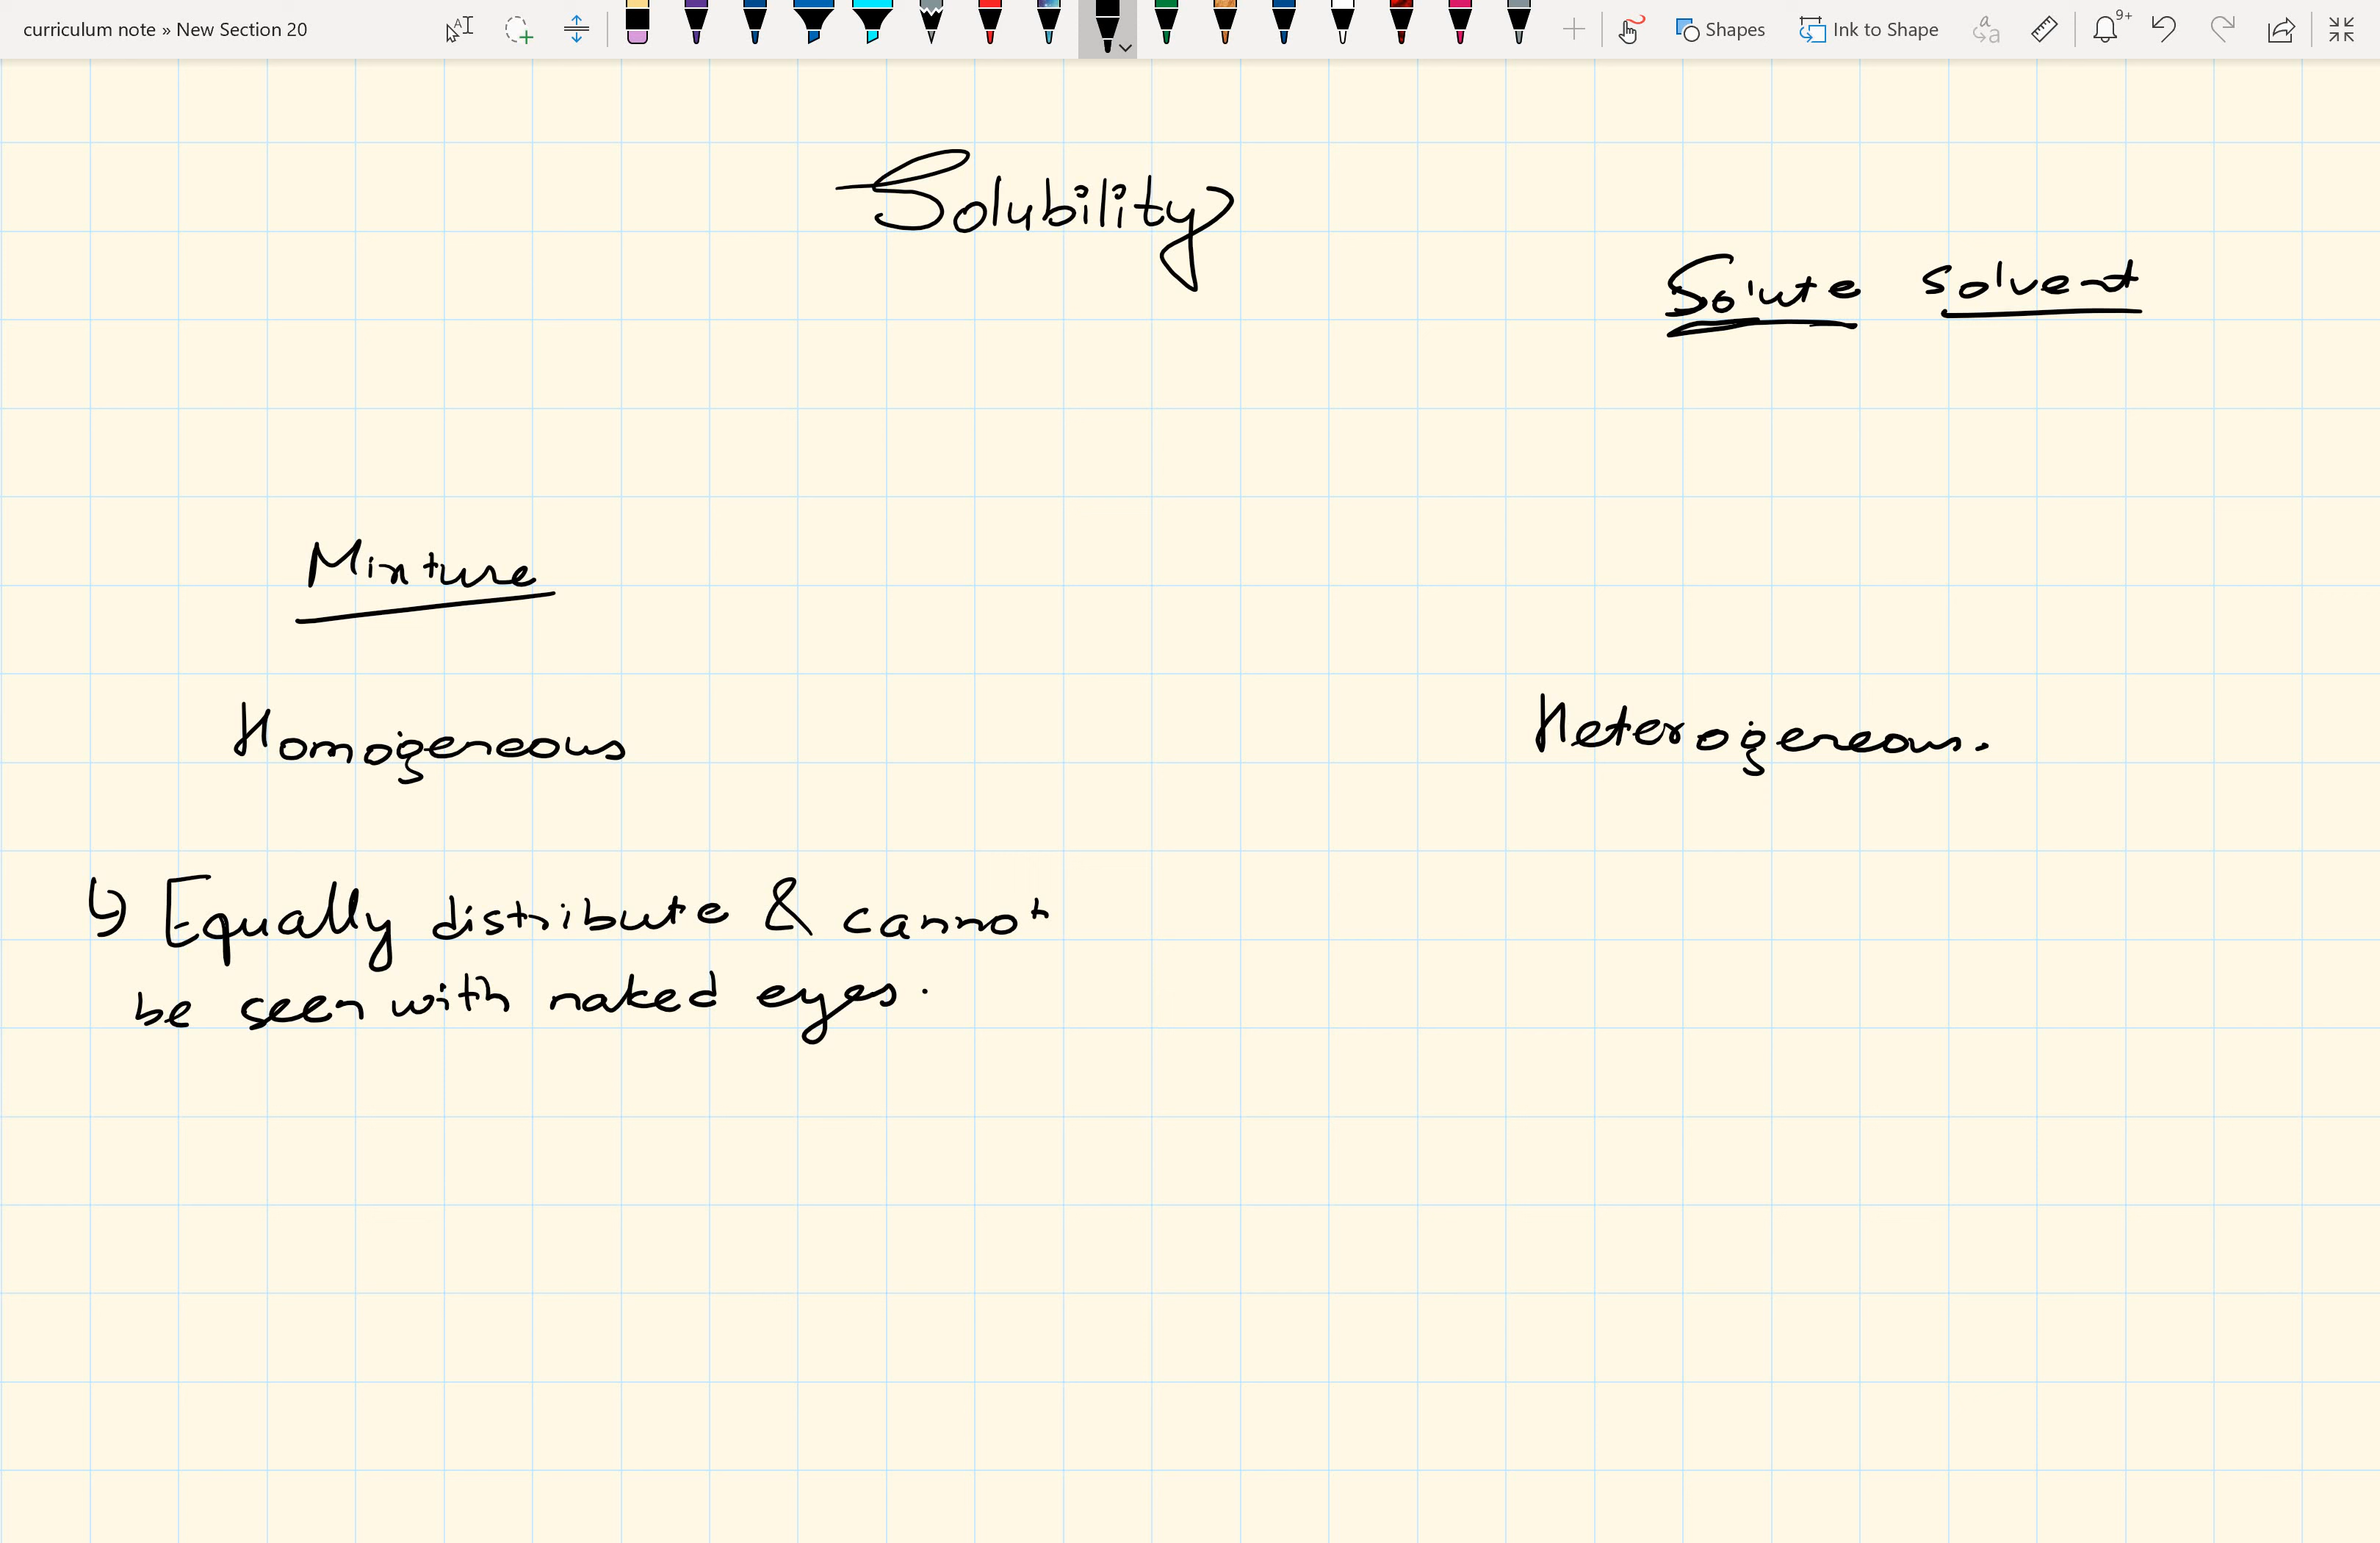 curriculum note » New Section 20
9+
Shapes
Ink to Shape
Solubility
Solute solvent
Mixture
Homogeneous
Heterogeneous.
Equally distribute & cannot
be seen with naked eyes.